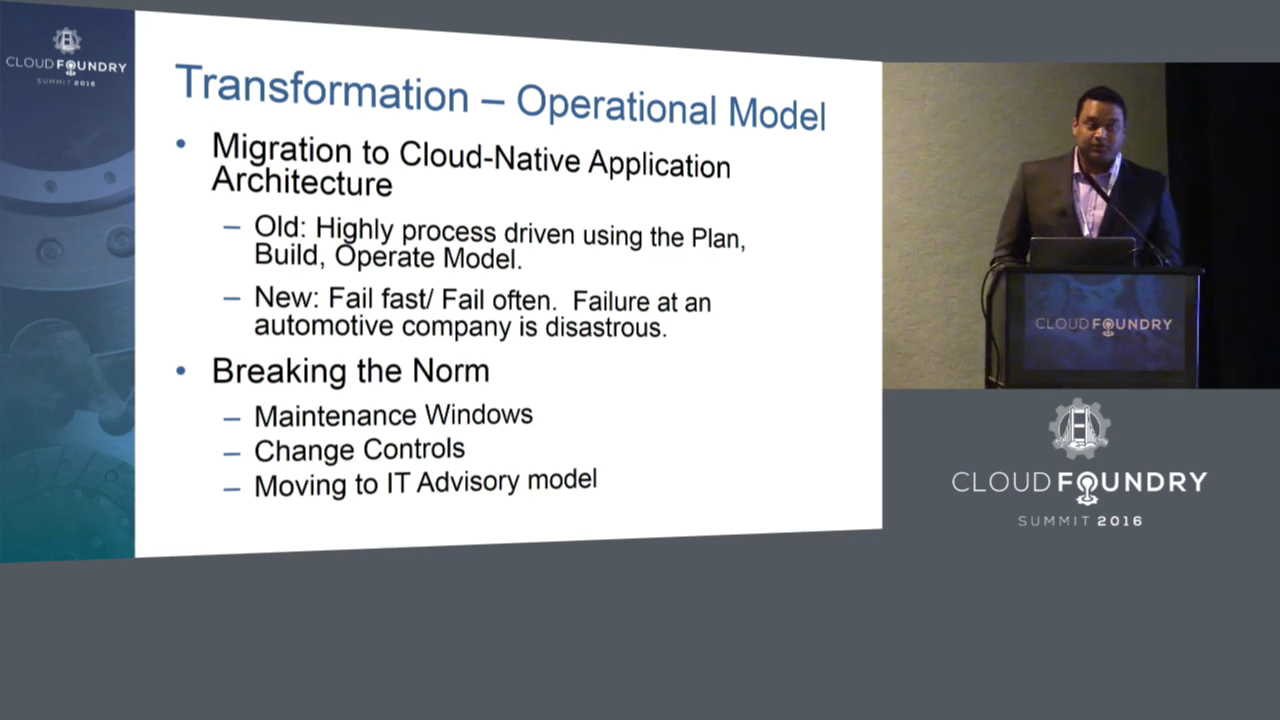 CLOUD FOUNDRY
SUMMIT 2016
Transformation – Operational Model
• Migration to Cloud-Native Application
Architecture
– Old: Highly process driven using the Plan,
Build, Operate Model.
– New: Fail fast/ Fail often. Failure at an
automotive company is disastrous.
• Breaking the Norm
– Maintenance Windows
– Change Controls
– Moving to IT Advisory model
CLOUD FOUNDRY
CLOUD FOUNDRY
SUMMIT 2016